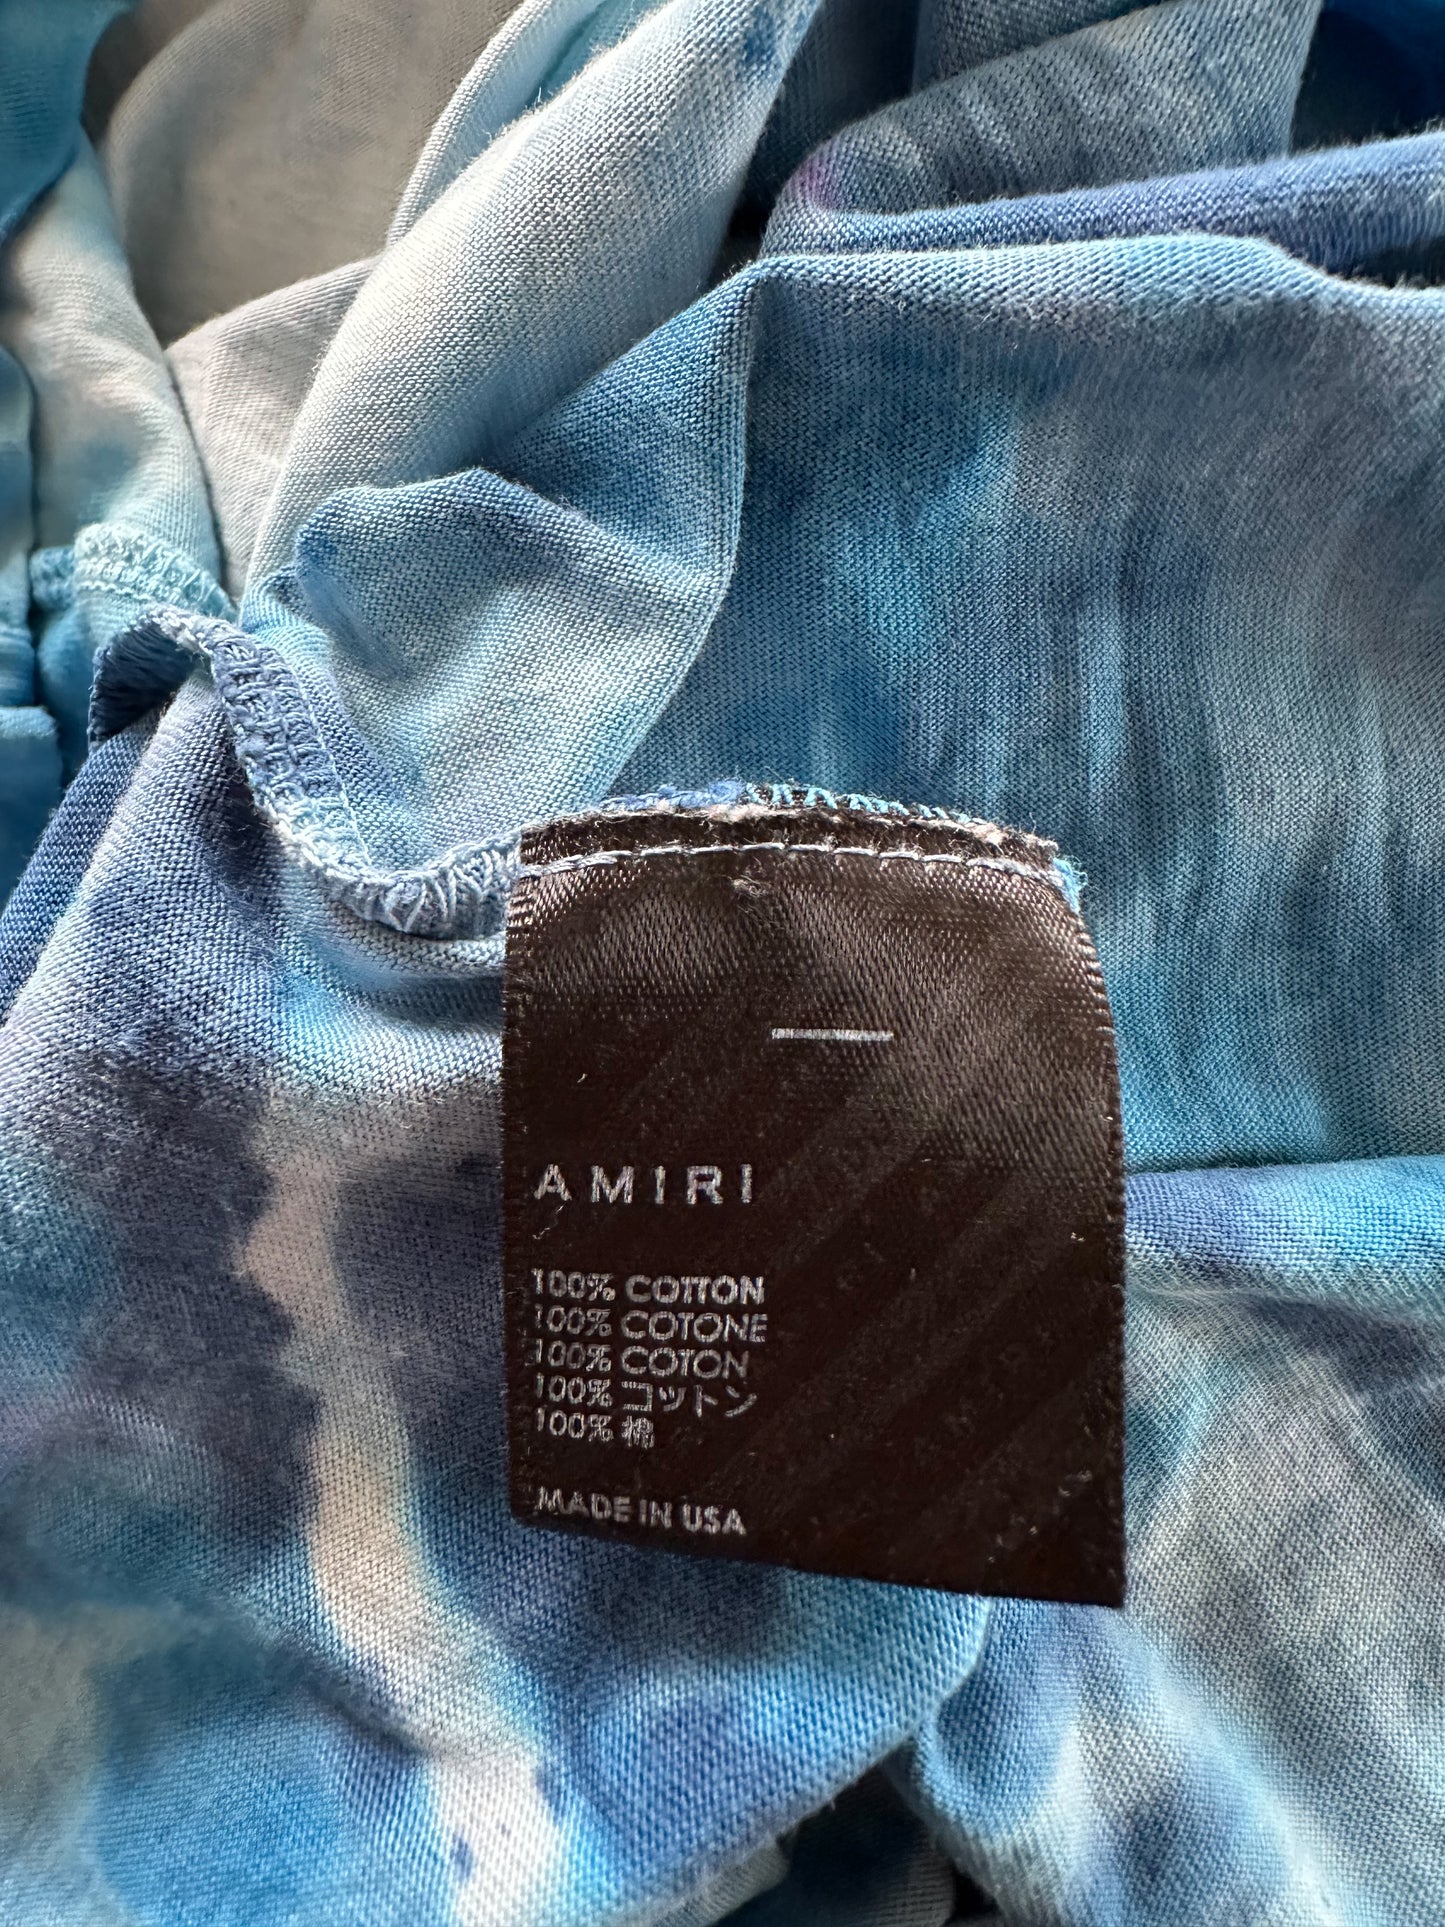 AMIRI
100% COTTON
100% COTONE
100% COTON
100% コットン
100% 棉
MADE IN USA